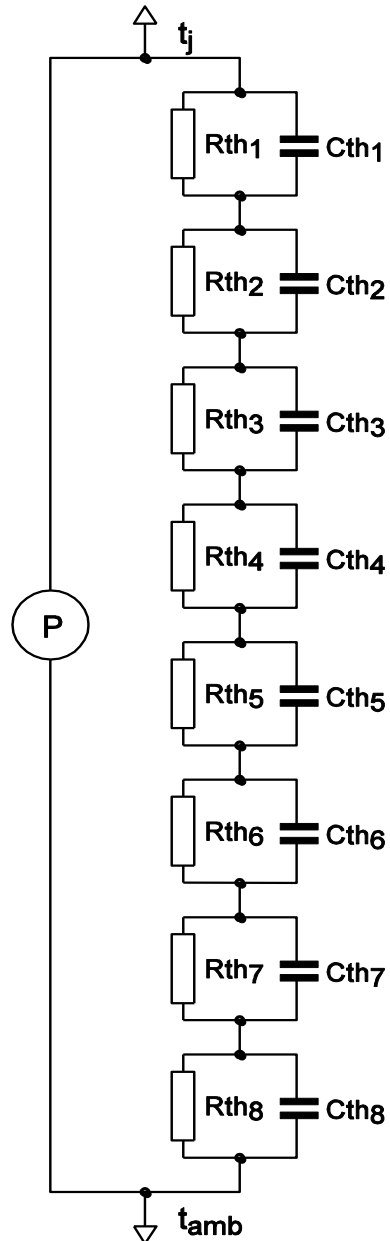 tj
Rth1 Cth1
Rth2 Cth2
Rth3 Cth3
Rth4 Cth4
P
Rth5 Cth5
Rth6 Cth6
Rth7 Cth7
Rth8 Cth8
tamb